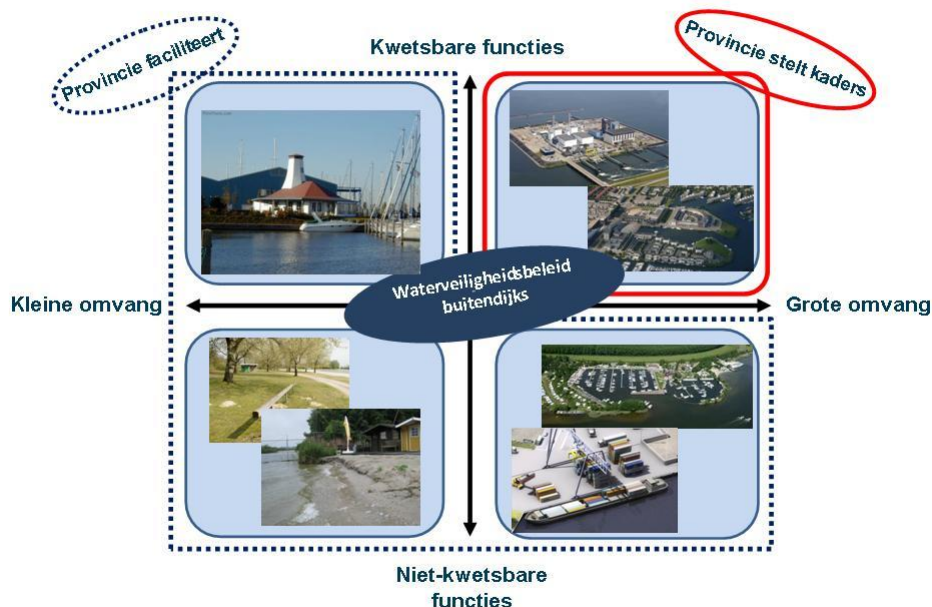 Provincie faciliteert
Kwetsbare functies
Provincie stelt kaders
Waterveiligheidsbeleid
buitendijks
Kleine omvang
Grote omvang
Niet-kwetsbare
functies